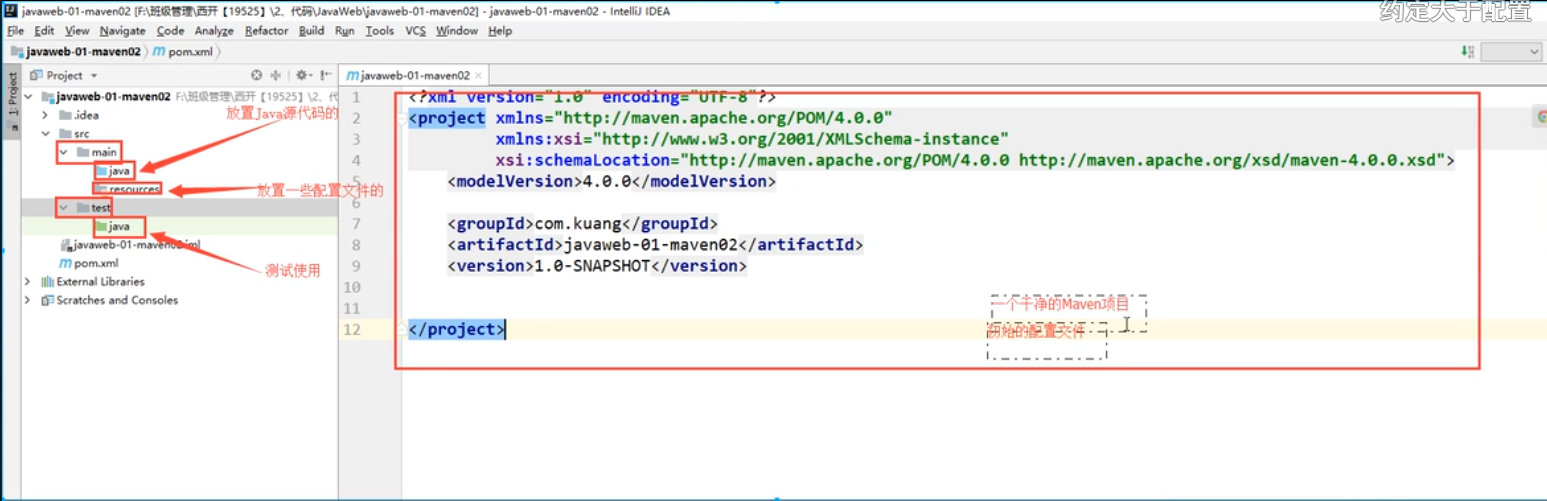 约定大于配置
javaweb-01-maven02 [F:\班级管理\西开【19525】\2、代码\JavaWeb\javaweb-01-maven02] - javaweb-01-maven02 - IntelliJ IDEA
File Edit View Navigate Code Analyze Refactor Build Run Tools VCS Window Help
javaweb-01-maven02 pom.xml
1: Project
Project
javaweb-01-maven02 F:\班级管理\西开【19525】\2、代
.idea
放置Java源代码的
src
main
java
resources
放置一些配置文件的
test
java
javaweb-01-maven02.iml
pom.xml
测试使用
External Libraries
Scratches and Consoles
javaweb-01-maven02
1 <?xml version="1.0" encoding="UTF-8"?>
2 <project xmlns="http://maven.apache.org/POM/4.0.0"
3 xmlns:xsi="http://www.w3.org/2001/XMLSchema-instance"
4 xsi:schemaLocation="http://maven.apache.org/POM/4.0.0 http://maven.apache.org/xsd/maven-4.0.0.xsd">
5 <modelVersion>4.0.0</modelVersion>
6
7 <groupId>com.kuang</groupId>
8 <artifactId>javaweb-01-maven02</artifactId>
9 <version>1.0-SNAPSHOT</version>
10
11
12 </project>
一个干净的Maven项目
初始的配置文件